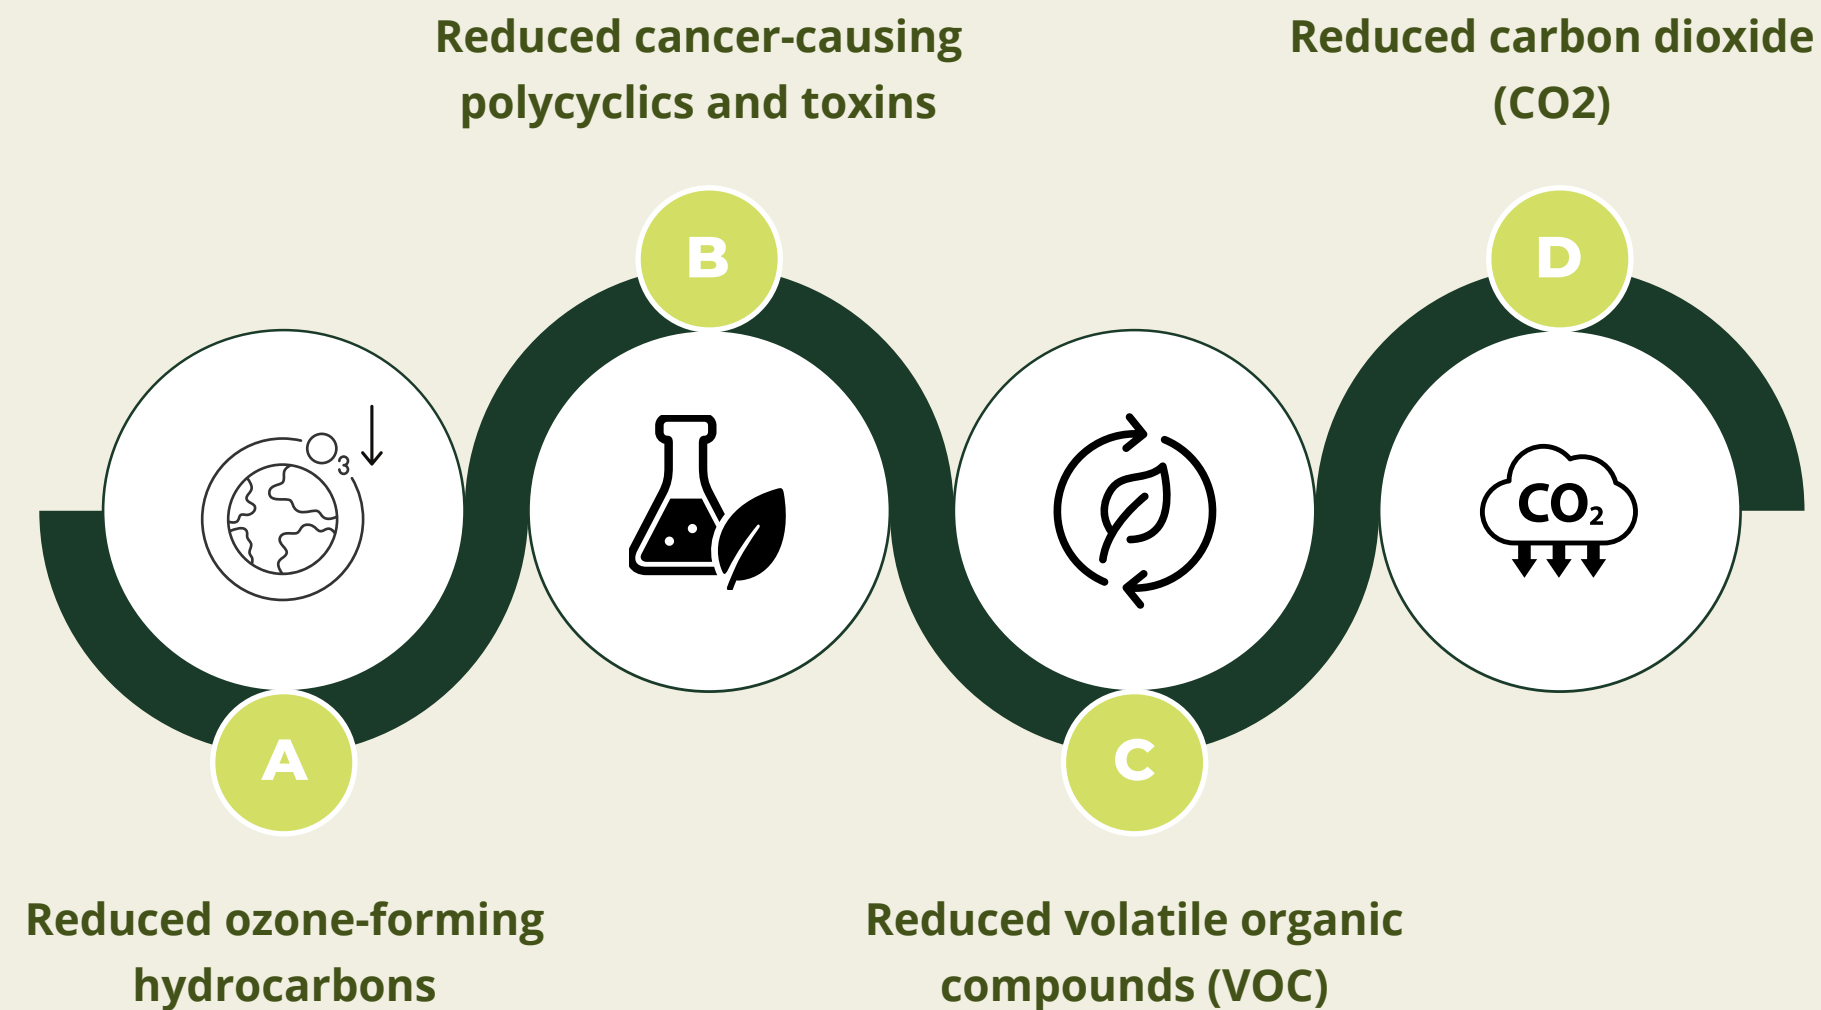 Reduced cancer-causing
polycyclics and toxins
Reduced carbon dioxide
(CO2)
B
D
3
CO2
A
C
Reduced ozone-forming
hydrocarbons
Reduced volatile organic
compounds (VOC)